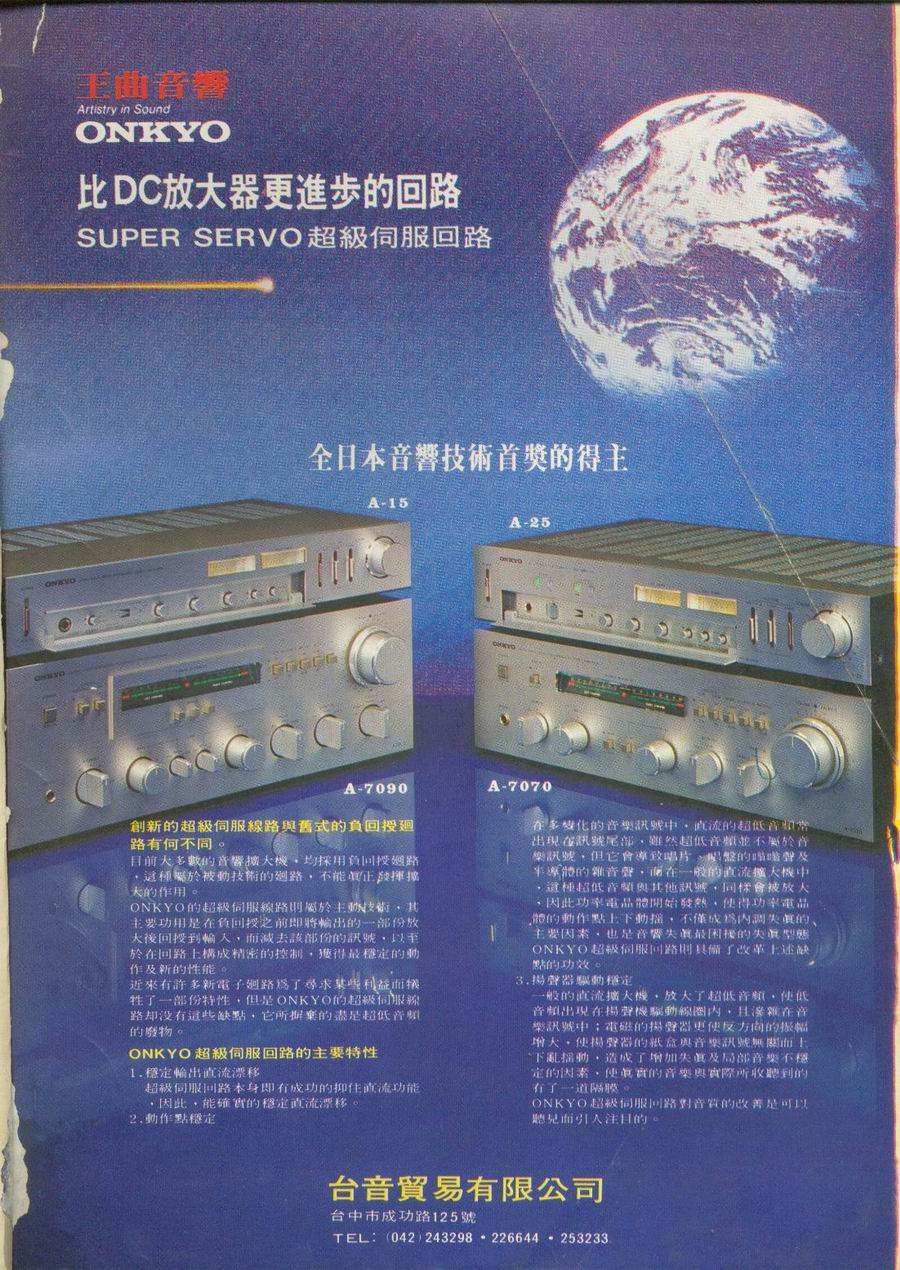 王曲音響
Artistry in Sound
ONKYO
比DC放大器更進步的回路
SUPER SERVO超級伺服回路
全日本音響技術首獎的得主
A-15
A-25
ONKYO
ONKYO
ONKYO
ONKYO
A-7090
A-7070
創新的超級伺服線路與舊式的負回授廻
路有何不同。
目前大多數的音響擴大機,均採用負回授廻路
,這種屬於被動技術的廻路,不能眞正發揮擴
大的作用。
ONKYO的超級伺服線路則屬於主動技術,其
主要功用是在負回授之前即將輸出的一部份放
大後回授到輸入,而減去該部份的訊號,以至
於在回路上構成精密的控制,獲得最穩定的動
作及新的性能。
近來有許多新電子廻路爲了尋求某些利益而犧
牲了一部份特性,但是ONKYO的超級伺服線
路却没有這些缺點,它所摒棄的盡是超低音頻
的廢物。
ONKYO超級伺服回路的主要特性
1.穩定輸出直流漂移
超級伺服回路本身即有成功的抑住直流功能
,因此,能確實的穩定直流漂移。
2.動作點穩定
在多變化的音樂訊號中,直流的超低音頻常
出現在訊號尾部,雖然超低音頻並不屬於音
樂訊號,但它會導致唱片、唱盤的嗡嗡聲及
半導體的雜音聲,而在一般的直流擴大機中
,這種超低音頻與其他訊號,同樣會被放大
,因此功率電晶體開始發熱,使得功率電晶
體的動作點上下動搖,不僅成爲內調失眞的
主要因素,也是音響失眞最困擾的失眞型態
ONKYO超級伺服回路則具備了改革上述缺
點的功效。
3.揚聲器驅動穩定
一般的直流擴大機,放大了超低音頻,使低
音頻出現在揚聲機驅動線圈內,且滲雜在音
樂訊號中;電磁的揚聲器更使反方向的振幅
增大、使揚聲器的紙盆與音樂訊號無關而上
下亂搖動,造成了增加失眞及局部音樂不穩
定的因素,使眞實的音樂與實際所收聽到的
有了一道隔膜。
ONKYO超級伺服回路對音質的改善是可以
聽見而引人注目的。
台音貿易有限公司
台中市成功路125號
TEL:(042)243298・226644・253233